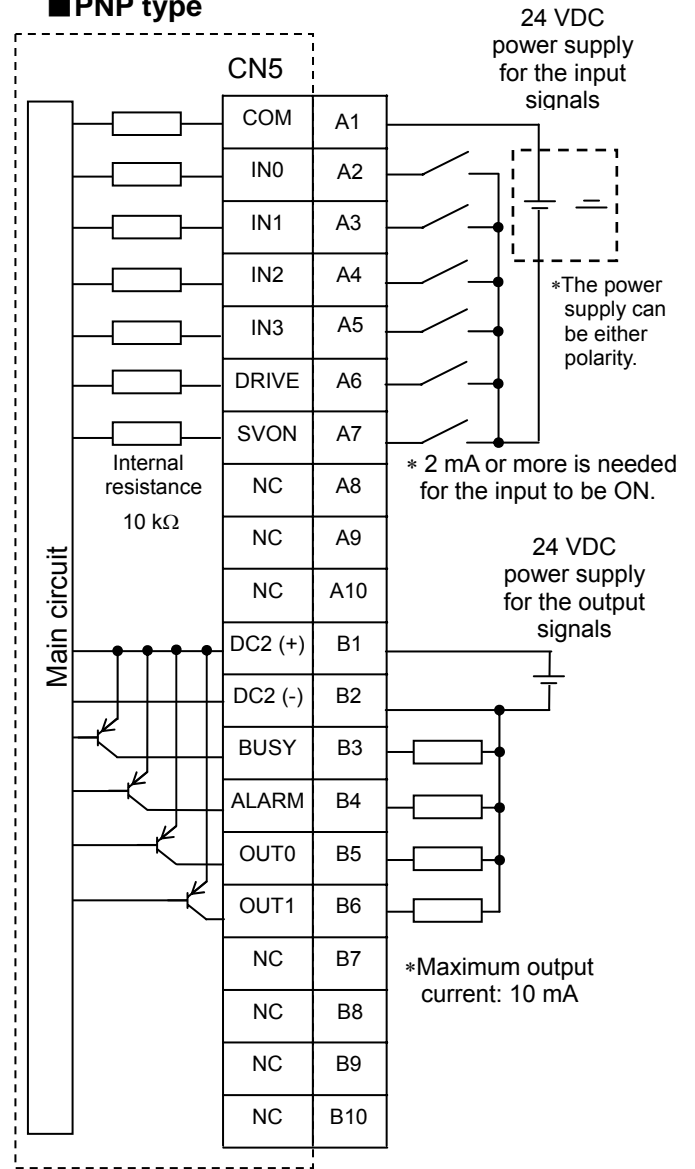 ■PNP type
24 VDC
power supply
for the input
signals
CN5
COM A1
IN0 A2
IN1 A3
IN2 A4
IN3 A5
DRIVE A6
SVON A7
NC A8
NC A9
NC A10
DC2 (+) B1
DC2 (-) B2
BUSY B3
ALARM B4
OUT0 B5
OUT1 B6
NC B7
NC B8
NC B9
NC B10
Main circuit
Internal
resistance
10 kΩ
*The power
supply can
be either
polarity.
* 2 mA or more is needed
for the input to be ON.
24 VDC
power supply
for the output
signals
*Maximum output
current: 10 mA